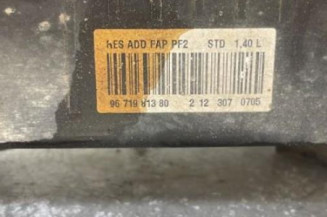 RES ADD FAP PF2 STD 1,40 L
96 719 813 80 2 12 307 0705